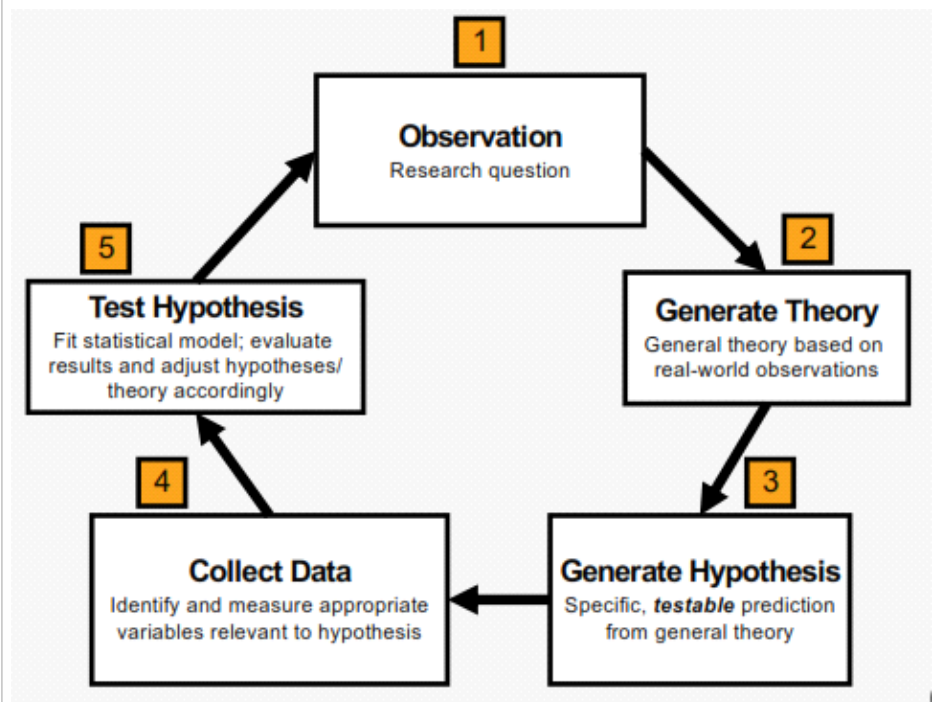 1
Observation
Research question
2
Generate Theory
General theory based on
real-world observations
3
Generate Hypothesis
Specific, testable prediction
from general theory
4
Collect Data
Identify and measure appropriate
variables relevant to hypothesis
5
Test Hypothesis
Fit statistical model; evaluate
results and adjust hypotheses/
theory accordingly